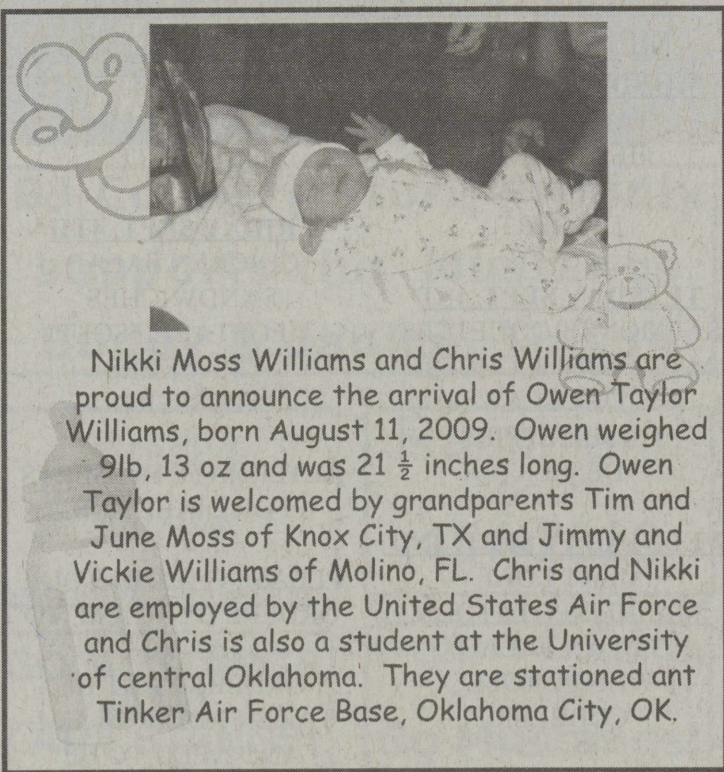 Nikki Moss Williams and Chris Williams are
proud to announce the arrival of Owen Taylor
Williams, born August 11, 2009. Owen weighed
9lb, 13 oz and was 21 ½ inches long. Owen
Taylor is welcomed by grandparents Tim and
June Moss of Knox City, TX and Jimmy and
Vickie Williams of Molino, FL. Chris and Nikki
are employed by the United States Air Force
and Chris is also a student at the University
of central Oklahoma. They are stationed ant
Tinker Air Force Base, Oklahoma City, OK.